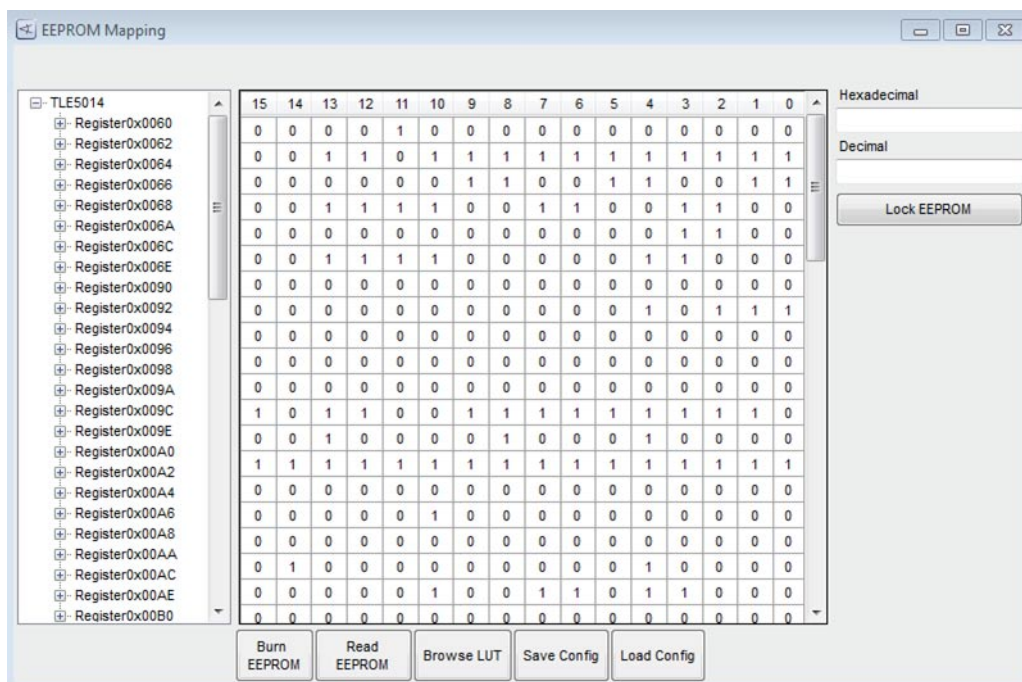 EEPROM Mapping
TLE5014
Register0x0060
Register0x0062
Register0x0064
Register0x0066
Register0x0068
Register0x006A
Register0x006C
Register0x006E
Register0x0090
Register0x0092
Register0x0094
Register0x0096
Register0x0098
Register0x009A
Register0x009C
Register0x009E
Register0x00A0
Register0x00A2
Register0x00A4
Register0x00A6
Register0x00A8
Register0x00AA
Register0x00AC
Register0x00AE
Register0x00B0
15 14 13 12 11 10 9 8 7 6 5 4 3 2 1 0
0 0 0 0 1 0 0 0 0 0 0 0 0 0 0 0
0 0 1 1 0 1 1 1 1 1 1 1 1 1 1 1
0 0 0 0 0 0 1 1 0 0 1 1 0 0 1 1
0 0 1 1 1 1 0 0 1 1 0 0 1 1 0 0
0 0 0 0 0 0 0 0 0 0 0 0 1 1 0 0
0 0 1 1 1 1 0 0 0 0 0 1 1 0 0 0
0 0 0 0 0 0 0 0 0 0 0 0 0 0 0 0
0 0 0 0 0 0 0 0 0 0 0 1 0 1 1 1
0 0 0 0 0 0 0 0 0 0 0 0 0 0 0 0
0 0 0 0 0 0 0 0 0 0 0 0 0 0 0 0
0 0 0 0 0 0 0 0 0 0 0 0 0 0 0 0
1 0 1 1 0 0 1 1 1 1 1 1 1 1 1 0
0 0 1 0 0 0 0 1 0 0 0 1 0 0 0 0
1 1 1 1 1 1 1 1 1 1 1 1 1 1 1 1
0 0 0 0 0 0 0 0 0 0 0 0 0 0 0 0
0 0 0 0 0 1 0 0 0 0 0 0 0 0 0 0
0 0 0 0 0 0 0 0 0 0 0 0 0 0 0 0
0 1 0 0 0 0 0 0 0 0 0 1 0 0 0 0
0 0 0 0 0 1 0 0 1 1 0 1 1 0 0 0
0 0 0 0 0 0 0 0 0 0 0 0 0 0 0 0
Hexadecimal
Decimal
Lock EEPROM
Burn
EEPROM
Read
EEPROM
Browse LUT
Save Config
Load Config